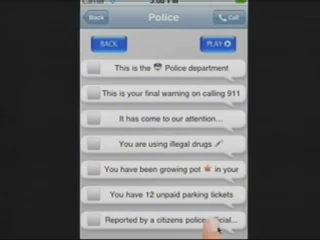 Carrier
Back
Police
Call
BACK
PLAY
This is the 👮 Police department
This is your final warning on calling 911
It has come to our attention...
You are using illegal drugs 💉
You have been growing pot 🍁 in your
You have 12 unpaid parking tickets
Reported by a citizens police